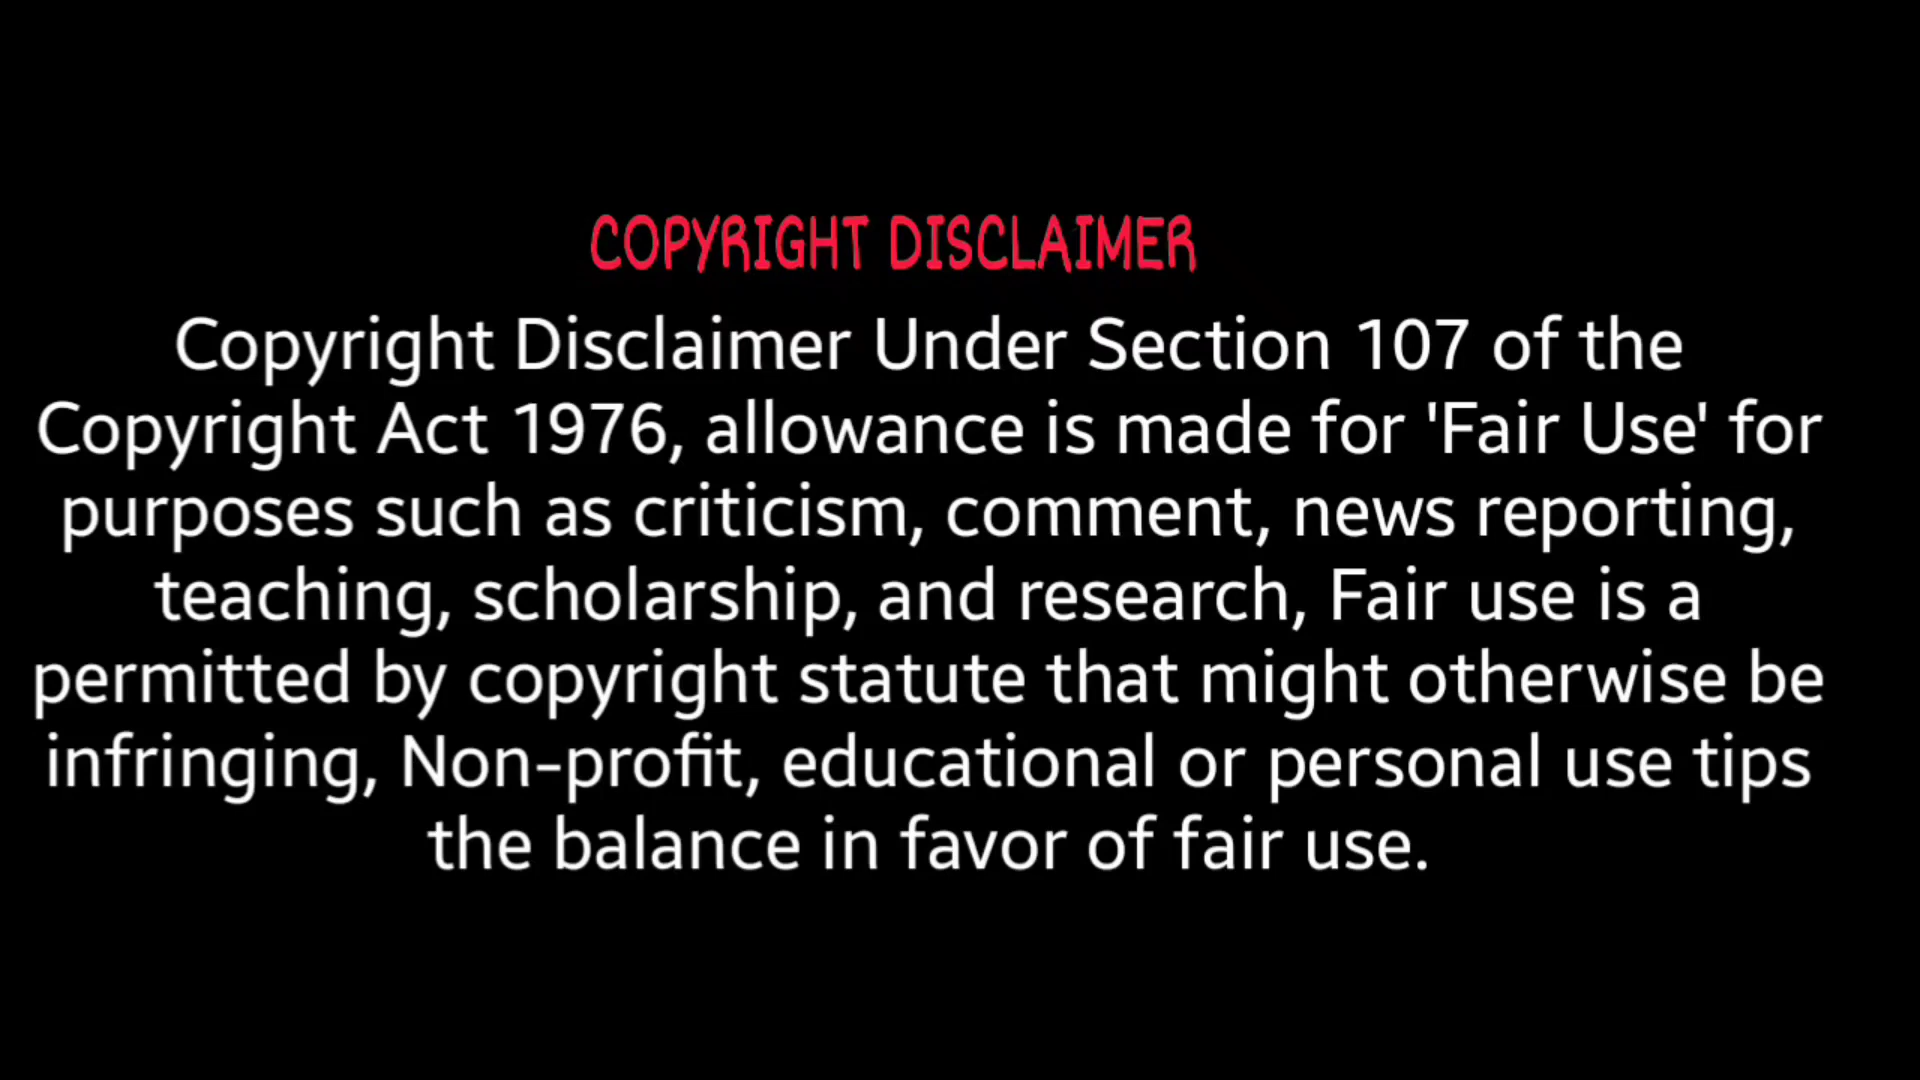 COPYRIGHT DISCLAIMER
Copyright Disclaimer Under Section 107 of the
Copyright Act 1976, allowance is made for 'Fair Use' for
purposes such as criticism, comment, news reporting,
teaching, scholarship, and research, Fair use is a
permitted by copyright statute that might otherwise be
infringing, Non-profit, educational or personal use tips
the balance in favor of fair use.